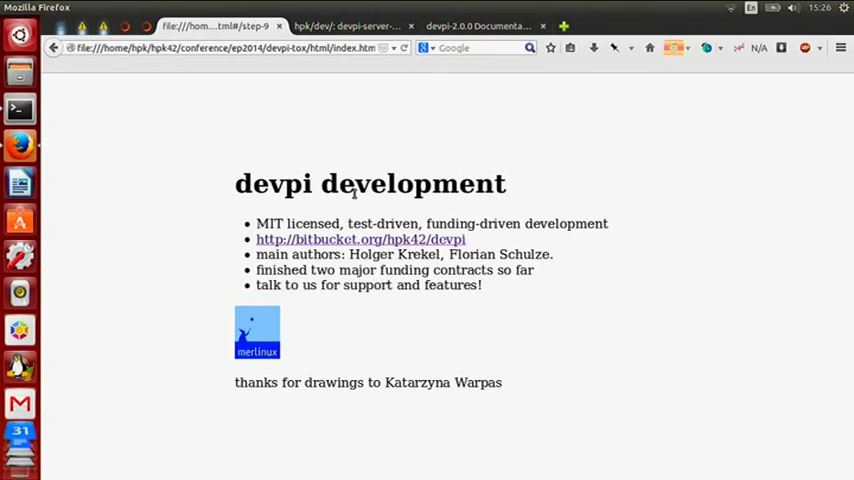 Mozilla Firefox
En
15:26
file:///hom...tml#/step-9
hpk/dev/: devpi-server-...
devpi-2.0.0 Documenta...
file:///home/hpk/hpk42/conference/ep2014/devpi-tox/html/index.htm
Google
N/A
ABP
devpi development
MIT licensed, test-driven, funding-driven development
http://bitbucket.org/hpk42/devpi
main authors: Holger Krekel, Florian Schulze.
finished two major funding contracts so far
talk to us for support and features!
merlinux
thanks for drawings to Katarzyna Warpas
31